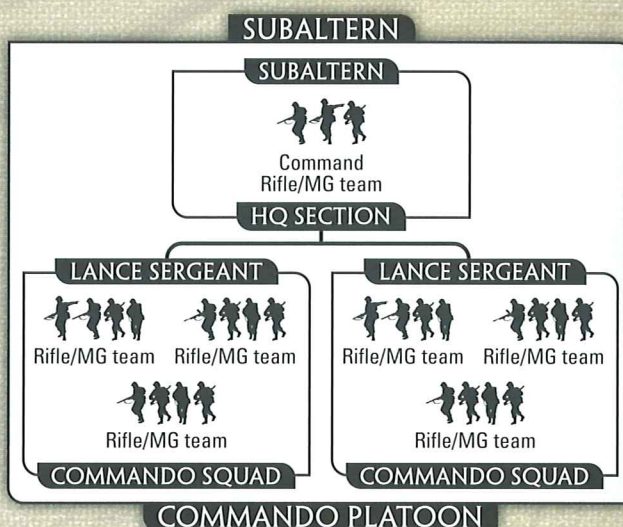 SUBALTERN
SUBALTERN
Command
Rifle/MG team
HQ SECTION
LANCE SERGEANT
Rifle/MG team Rifle/MG team
Rifle/MG team
COMMANDO SQUAD
LANCE SERGEANT
Rifle/MG team Rifle/MG team
Rifle/MG team
COMMANDO SQUAD
COMMANDO PLATOON